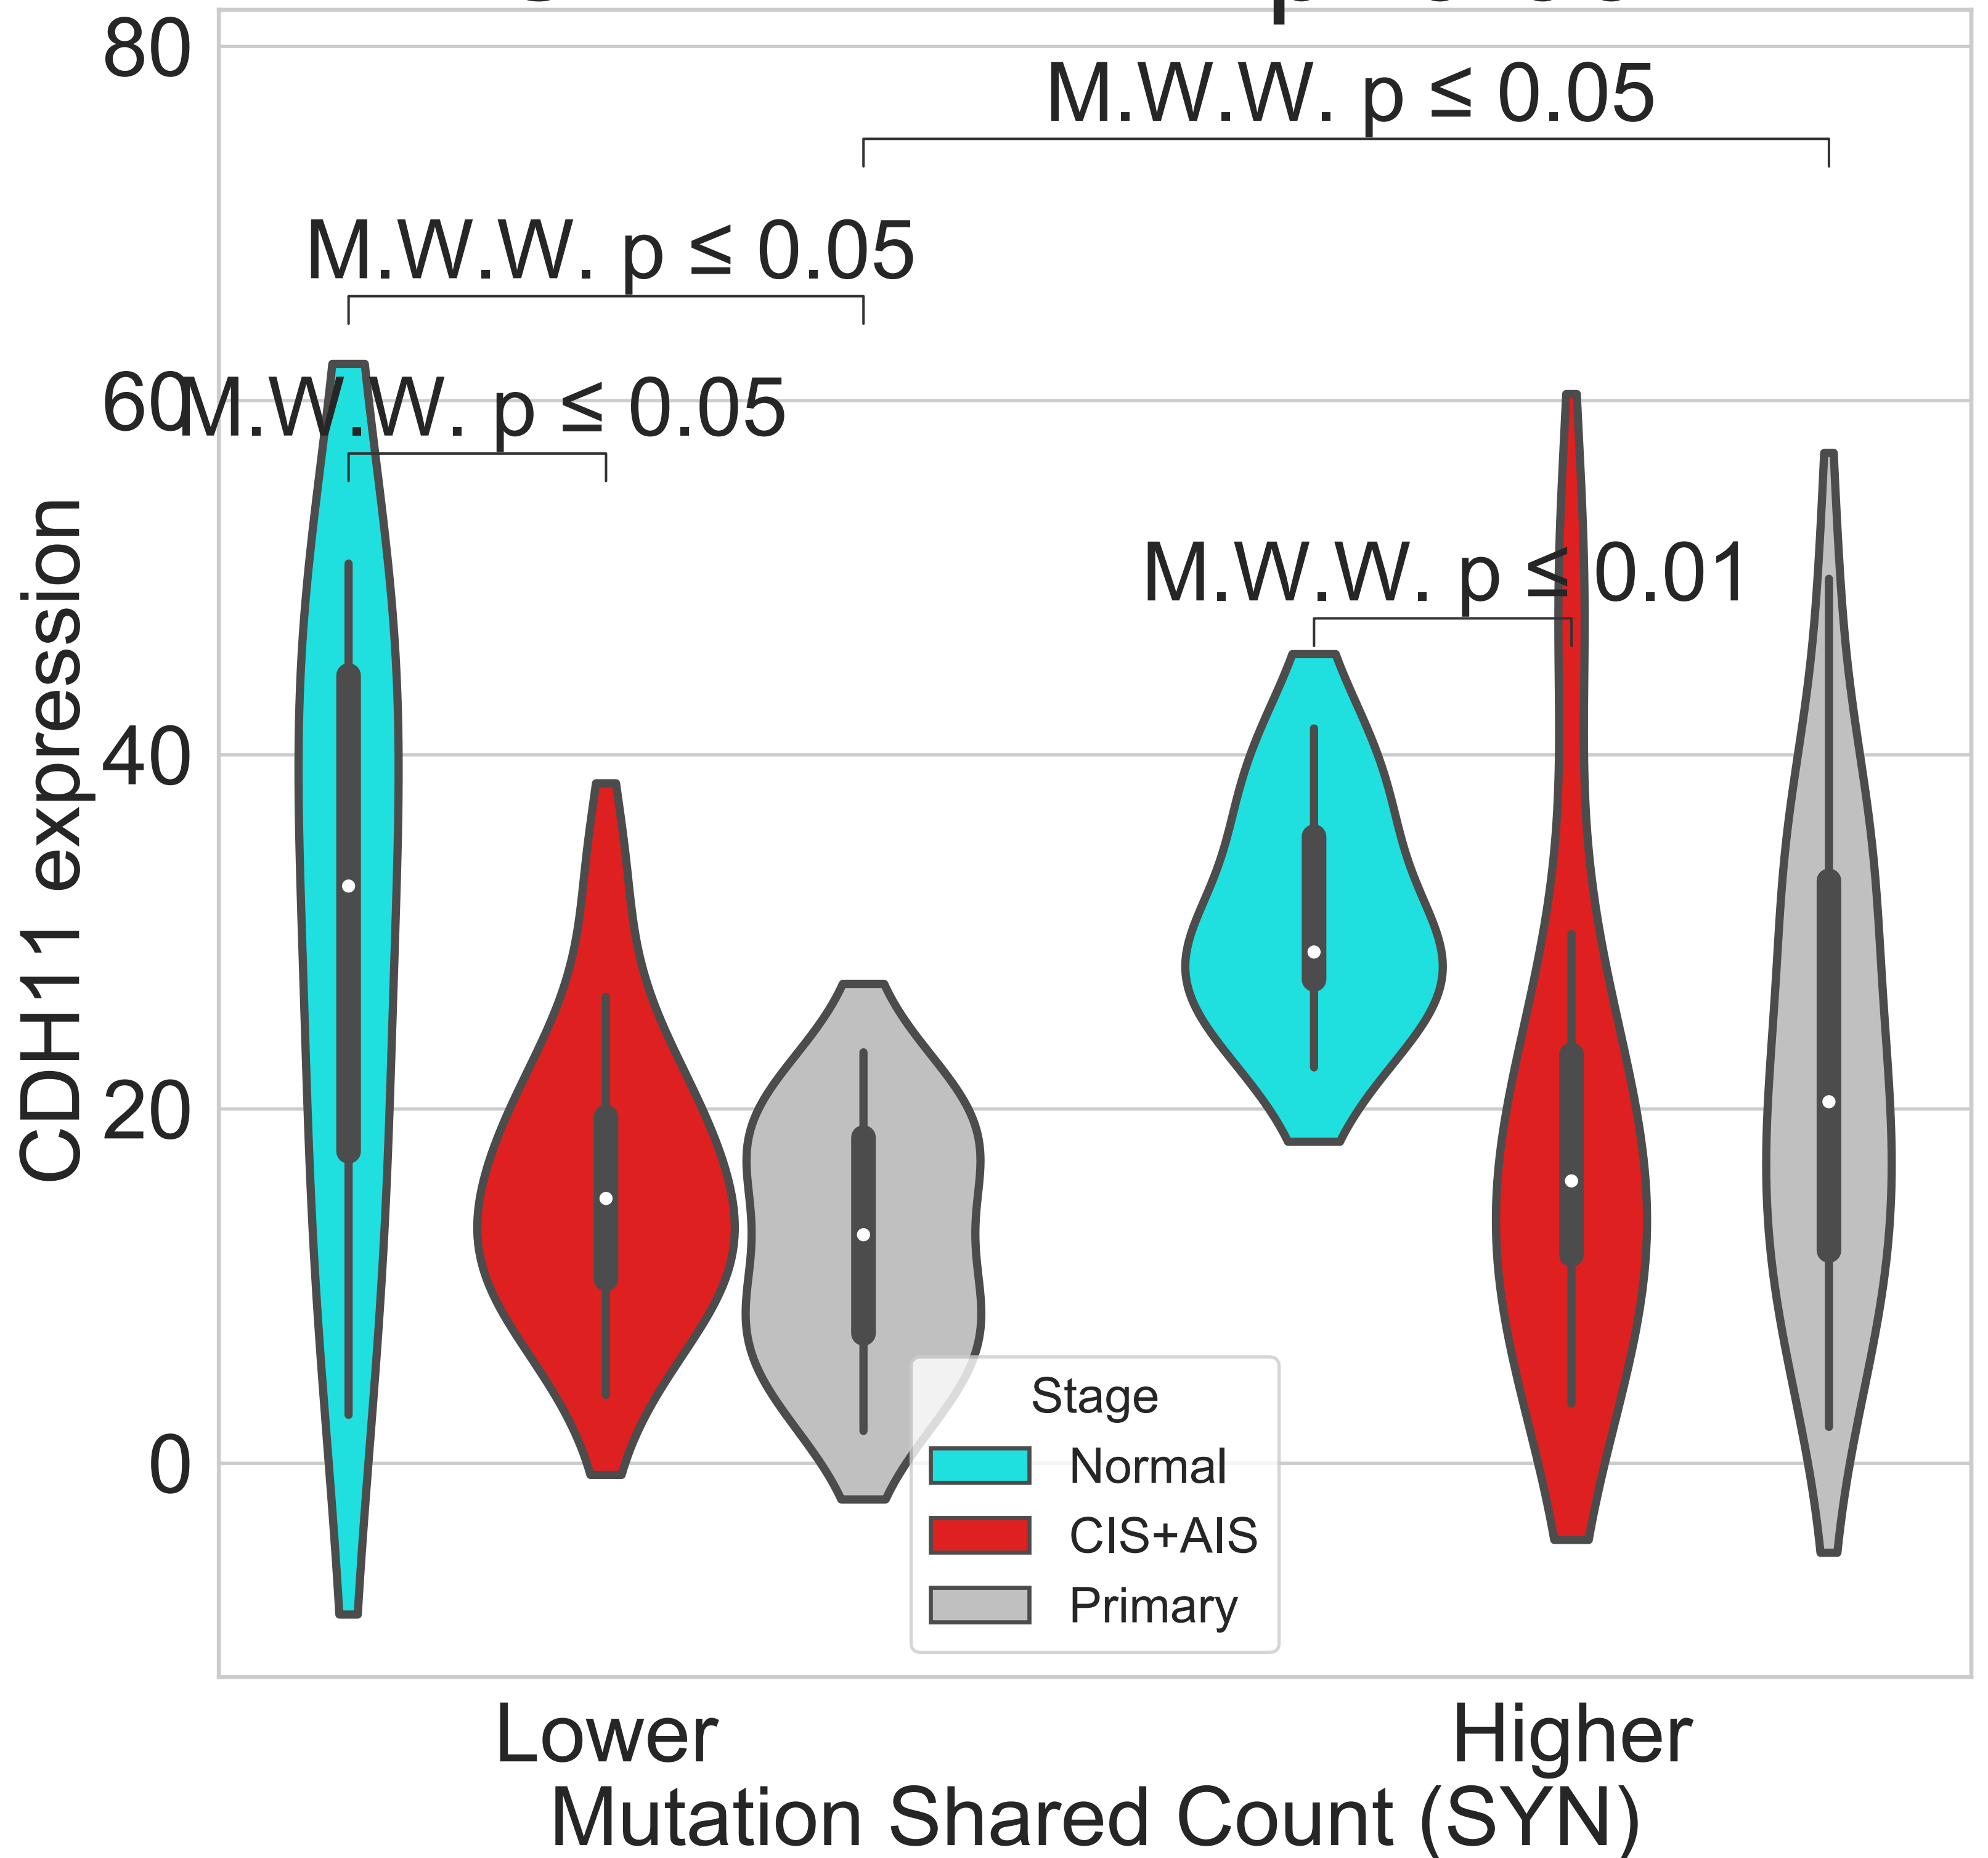 80
M.W.W. p ≤ 0.05
M.W.W. p ≤ 0.05
60
M.W.W. p ≤ 0.05
M.W.W. p ≤ 0.01
CDH11 expression
40
20
0
Stage
Normal
CIS+AIS
Primary
Lower
Higher
Mutation Shared Count (SYN)